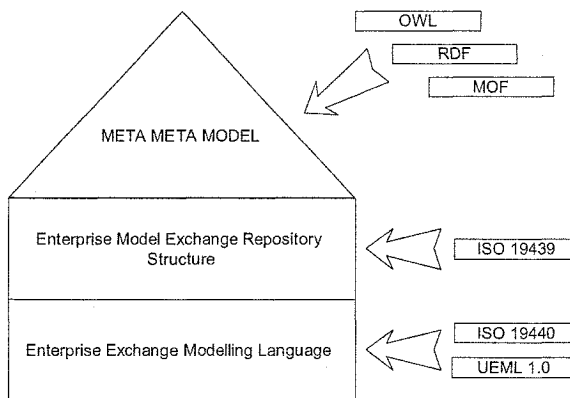 OWL
RDF
MOF
META META MODEL
Enterprise Model Exchange Repository
Structure
ISO 19439
Enterprise Exchange Modelling Language
ISO 19440
UEML 1.0